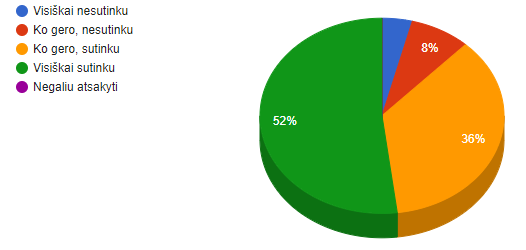 Visiškai nesutinku
Ko gero, nesutinku
Ko gero, sutinku
Visiškai sutinku
Negaliu atsakyti
8%
52%
36%